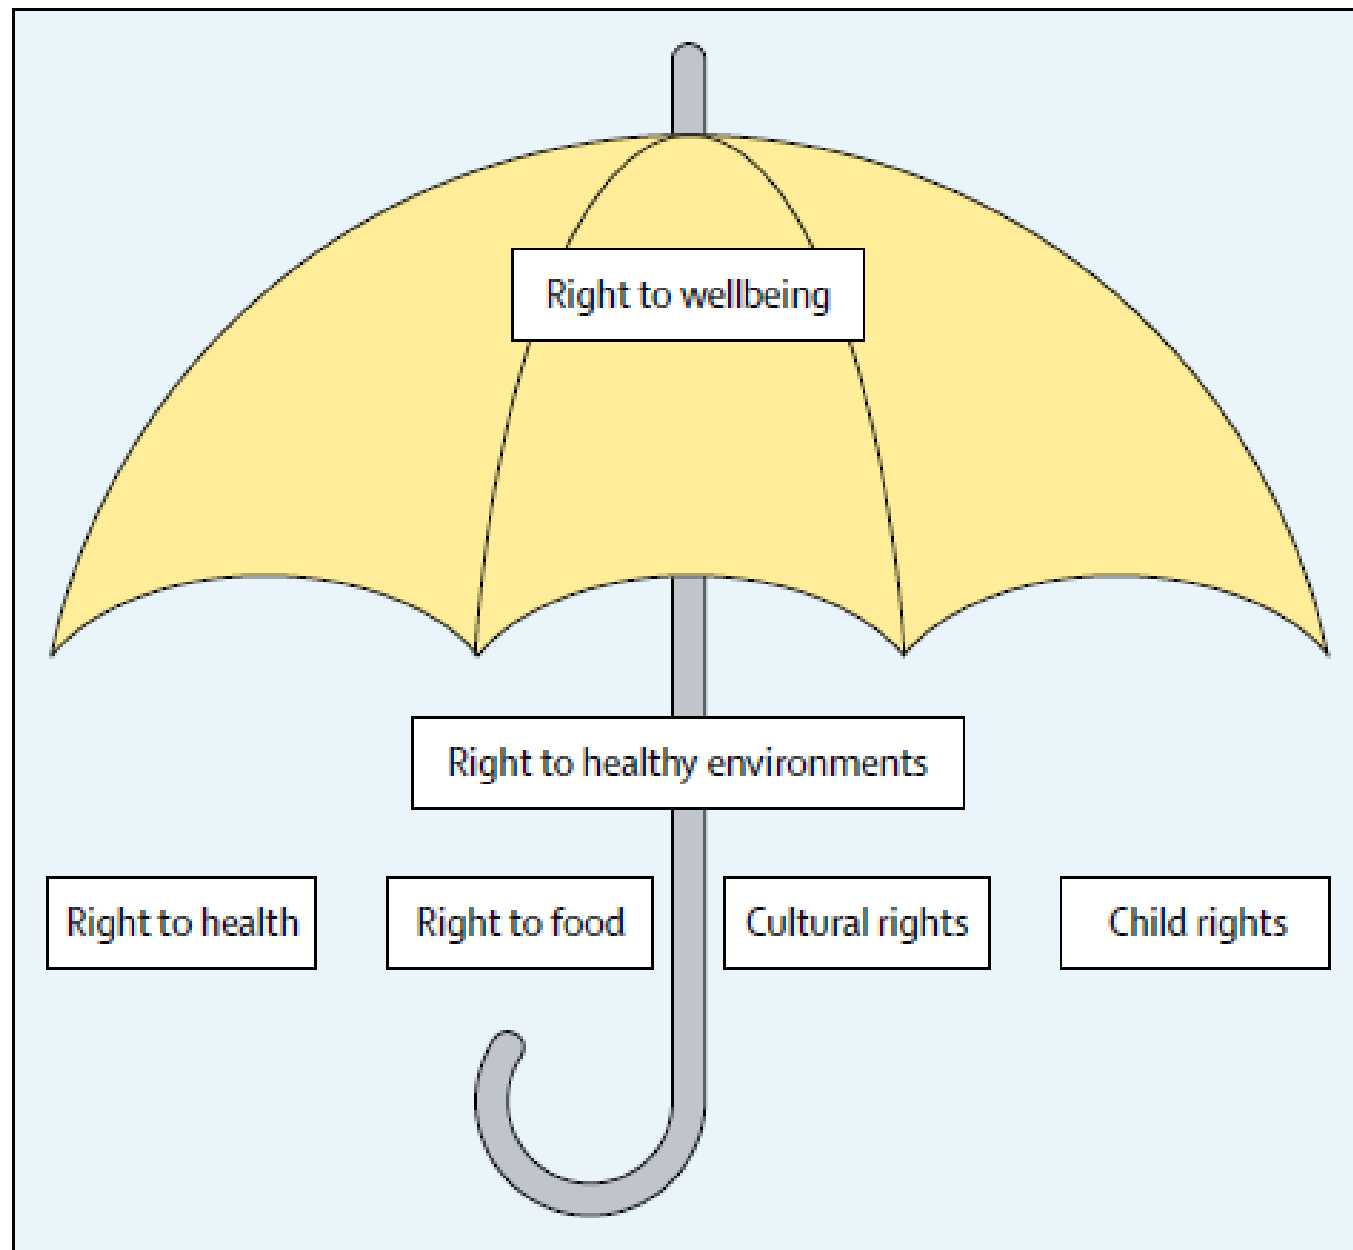 Right to wellbeing
Right to healthy environments
Right to health
Right to food
Cultural rights
Child rights